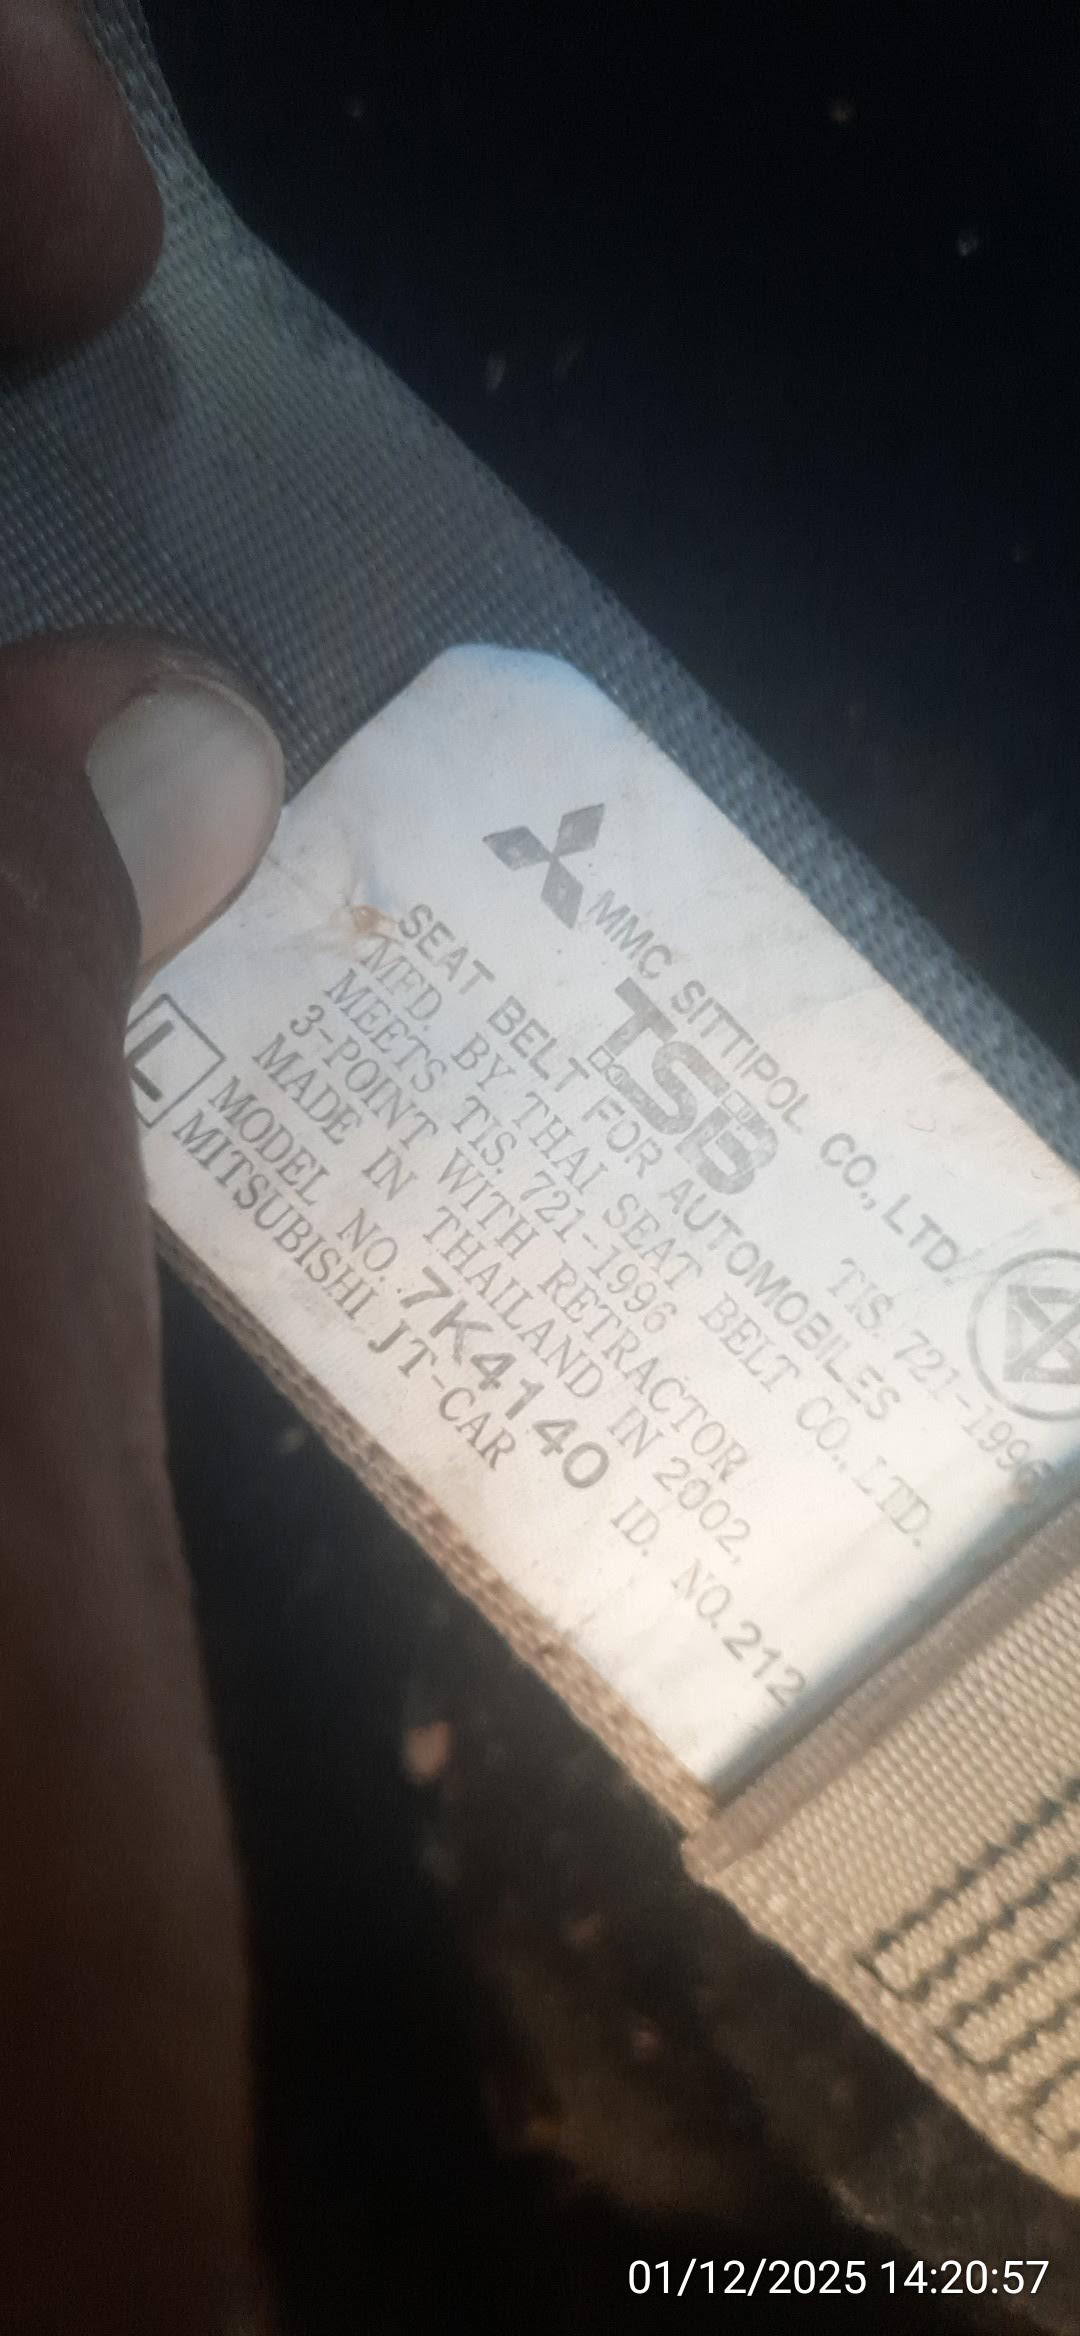 MMC SITTIPOL CO., LTD.
TSB
TIS. 721-1996
SEAT BELT FOR AUTOMOBILES
MFD. BY THAI SEAT BELT CO., LTD.
MEETS TIS. 721-1996
3-POINT WITH RETRACTOR
MADE IN THAILAND IN 2002,
L
MODEL NO. 7K4140 ID. NO. 212
MITSUBISHI JT-CAR
01/12/2025 14:20:57